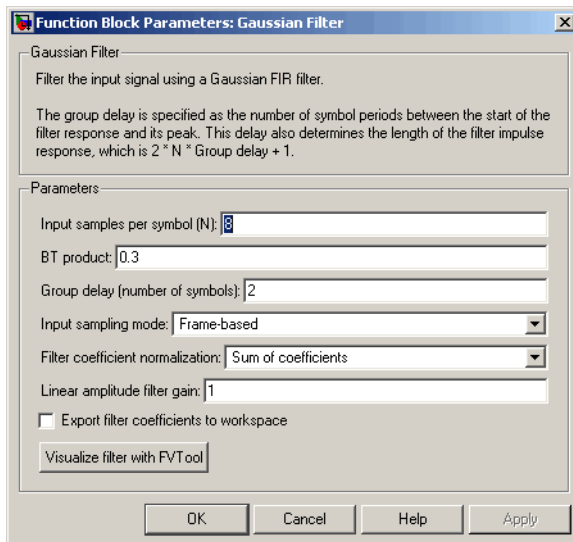 Function Block Parameters: Gaussian Filter
Gaussian Filter
Filter the input signal using a Gaussian FIR filter.
The group delay is specified as the number of symbol periods between the start of the
filter response and its peak. This delay also determines the length of the filter impulse
response, which is 2 * N * Group delay + 1.
Parameters
Input samples per symbol (N): 8
BT product: 0.3
Group delay (number of symbols): 2
Input sampling mode: Frame-based
Filter coefficient normalization: Sum of coefficients
Linear amplitude filter gain: 1
Export filter coefficients to workspace
Visualize filter with FVTool
OK Cancel Help Apply